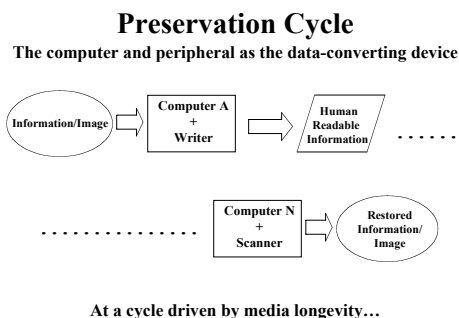 Preservation Cycle
The computer and peripheral as the data-converting device
Information/Image
Computer A
+
Writer
Human
Readable
Information
. . . . . .
. . . . . . . . . . . . . . . .
Computer N
+
Scanner
Restored
Information/
Image
At a cycle driven by media longevity…